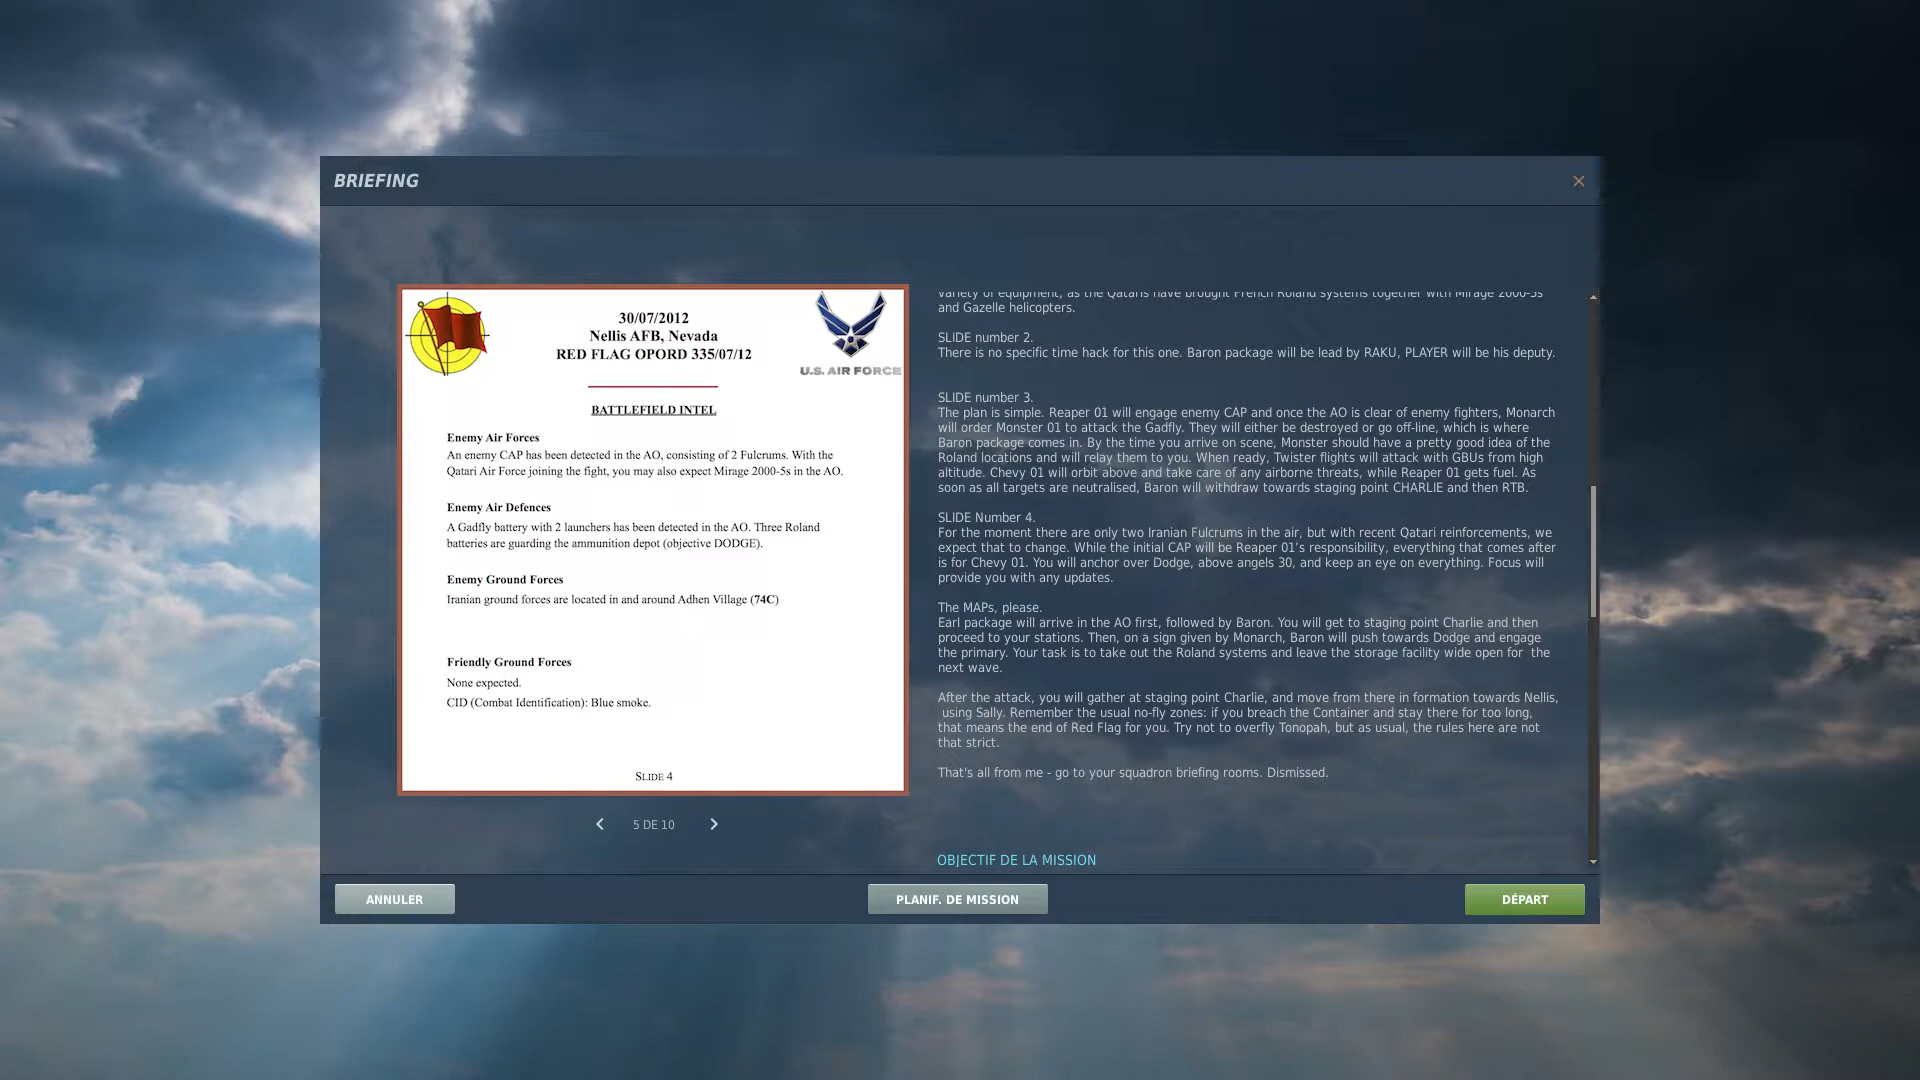 BRIEFING
30/07/2012
Nellis AFB, Nevada
RED FLAG OPORD 335/07/12
U.S. AIR FORCE
BATTLEFIELD INTEL
Enemy Air Forces
An enemy CAP has been detected in the AO, consisting of 2 Fulcrums. With the
Qatari Air Force joining the fight, you may also expect Mirage 2000-5s in the AO.
Enemy Air Defences
A Gadfly battery with 2 launchers has been detected in the AO. Three Roland
batteries are guarding the ammunition depot (objective DODGE).
Enemy Ground Forces
Iranian ground forces are located in and around Adhen Village (74C)
Friendly Ground Forces
None expected.
CID (Combat Identification): Blue smoke.
SLIDE 4
5 DE 10
variety of equipment, as the Qataris have brought French Roland systems together with Mirage 2000-5s
and Gazelle helicopters.
SLIDE number 2.
There is no specific time hack for this one. Baron package will be lead by RAKU, PLAYER will be his deputy.
SLIDE number 3.
The plan is simple. Reaper 01 will engage enemy CAP and once the AO is clear of enemy fighters, Monarch
will order Monster 01 to attack the Gadfly. They will either be destroyed or go off-line, which is where
Baron package comes in. By the time you arrive on scene, Monster should have a pretty good idea of the
Roland locations and will relay them to you. When ready, Twister flights will attack with GBUs from high
altitude. Chevy 01 will orbit above and take care of any airborne threats, while Reaper 01 gets fuel. As
soon as all targets are neutralised, Baron will withdraw towards staging point CHARLIE and then RTB.
SLIDE Number 4.
For the moment there are only two Iranian Fulcrums in the air, but with recent Qatari reinforcements, we
expect that to change. While the initial CAP will be Reaper 01's responsibility, everything that comes after
is for Chevy 01. You will anchor over Dodge, above angels 30, and keep an eye on everything. Focus will
provide you with any updates.
The MAPs, please.
Earl package will arrive in the AO first, followed by Baron. You will get to staging point Charlie and then
proceed to your stations. Then, on a sign given by Monarch, Baron will push towards Dodge and engage
the primary. Your task is to take out the Roland systems and leave the storage facility wide open for the
next wave.
After the attack, you will gather at staging point Charlie, and move from there in formation towards Nellis,
using Sally. Remember the usual no-fly zones: if you breach the Container and stay there for too long,
that means the end of Red Flag for you. Try not to overfly Tonopah, but as usual, the rules here are not
that strict.
That's all from me - go to your squadron briefing rooms. Dismissed.
OBJECTIF DE LA MISSION
ANNULER
PLANIF. DE MISSION
DÉPART